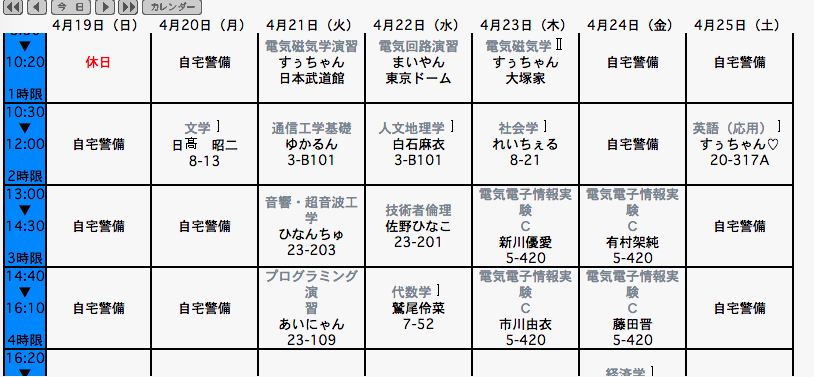 今 日 カレンダー
4月19日（日） 4月20日（月） 4月21日（火） 4月22日（水） 4月23日（木） 4月24日（金） 4月25日（土）
▼
10:20
1時限
休日
自宅警備
電気磁気学演習
すぅちゃん
日本武道館
電気回路演習
まいやん
東京ドーム
電気磁気学Ⅱ
すぅちゃん
大塚家
自宅警備
自宅警備
10:30
▼
12:00
2時限
自宅警備
文学Ⅰ
日高 昭二
8-13
通信工学基礎
ゆかるん
3-B101
人文地理学Ⅰ
白石麻衣
3-B101
社会学Ⅰ
れいちぇる
8-21
自宅警備
英語（応用）Ⅰ
すぅちゃん♡
20-317A
13:00
▼
14:30
3時限
自宅警備
自宅警備
音響・超音波工
学
ひなんちゅ
23-203
技術者倫理
佐野ひなこ
23-201
電気電子情報実
験
C
新川優愛
5-420
電気電子情報実
験
C
有村架純
5-420
自宅警備
14:40
▼
16:10
4時限
自宅警備
自宅警備
プログラミング
演
習
あいにゃん
23-109
代数学Ⅰ
鷲尾伶菜
7-52
電気電子情報実
験
C
市川由衣
5-420
電気電子情報実
験
C
藤田晋
5-420
自宅警備
16:20
▼
経済学Ⅰ